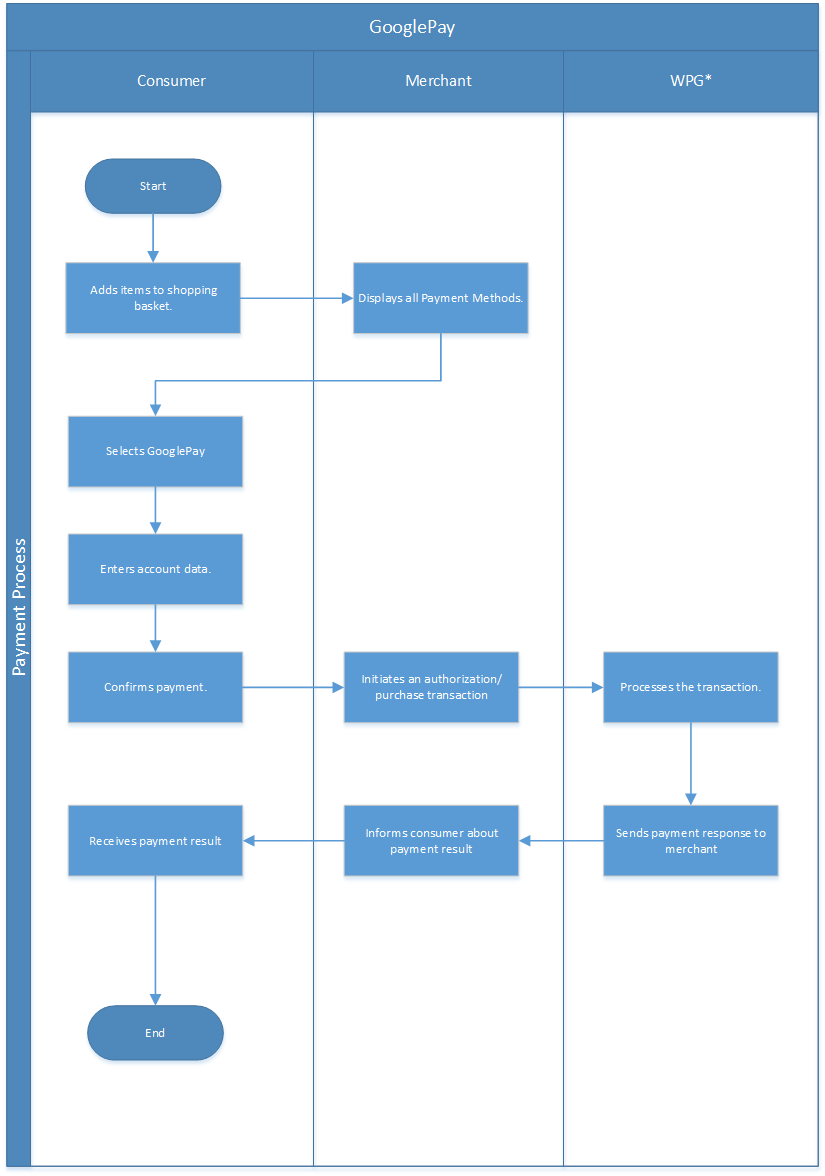 GooglePay
Consumer
Merchant
WPG*
Payment Process
Start
Adds items to shopping
basket.
Displays all Payment Methods.
Selects GooglePay
Enters account data.
Confirms payment.
Initiates an authorization/
purchase transaction
Processes the transaction.
Receives payment result
Informs consumer about
payment result
Sends payment response to
merchant
End